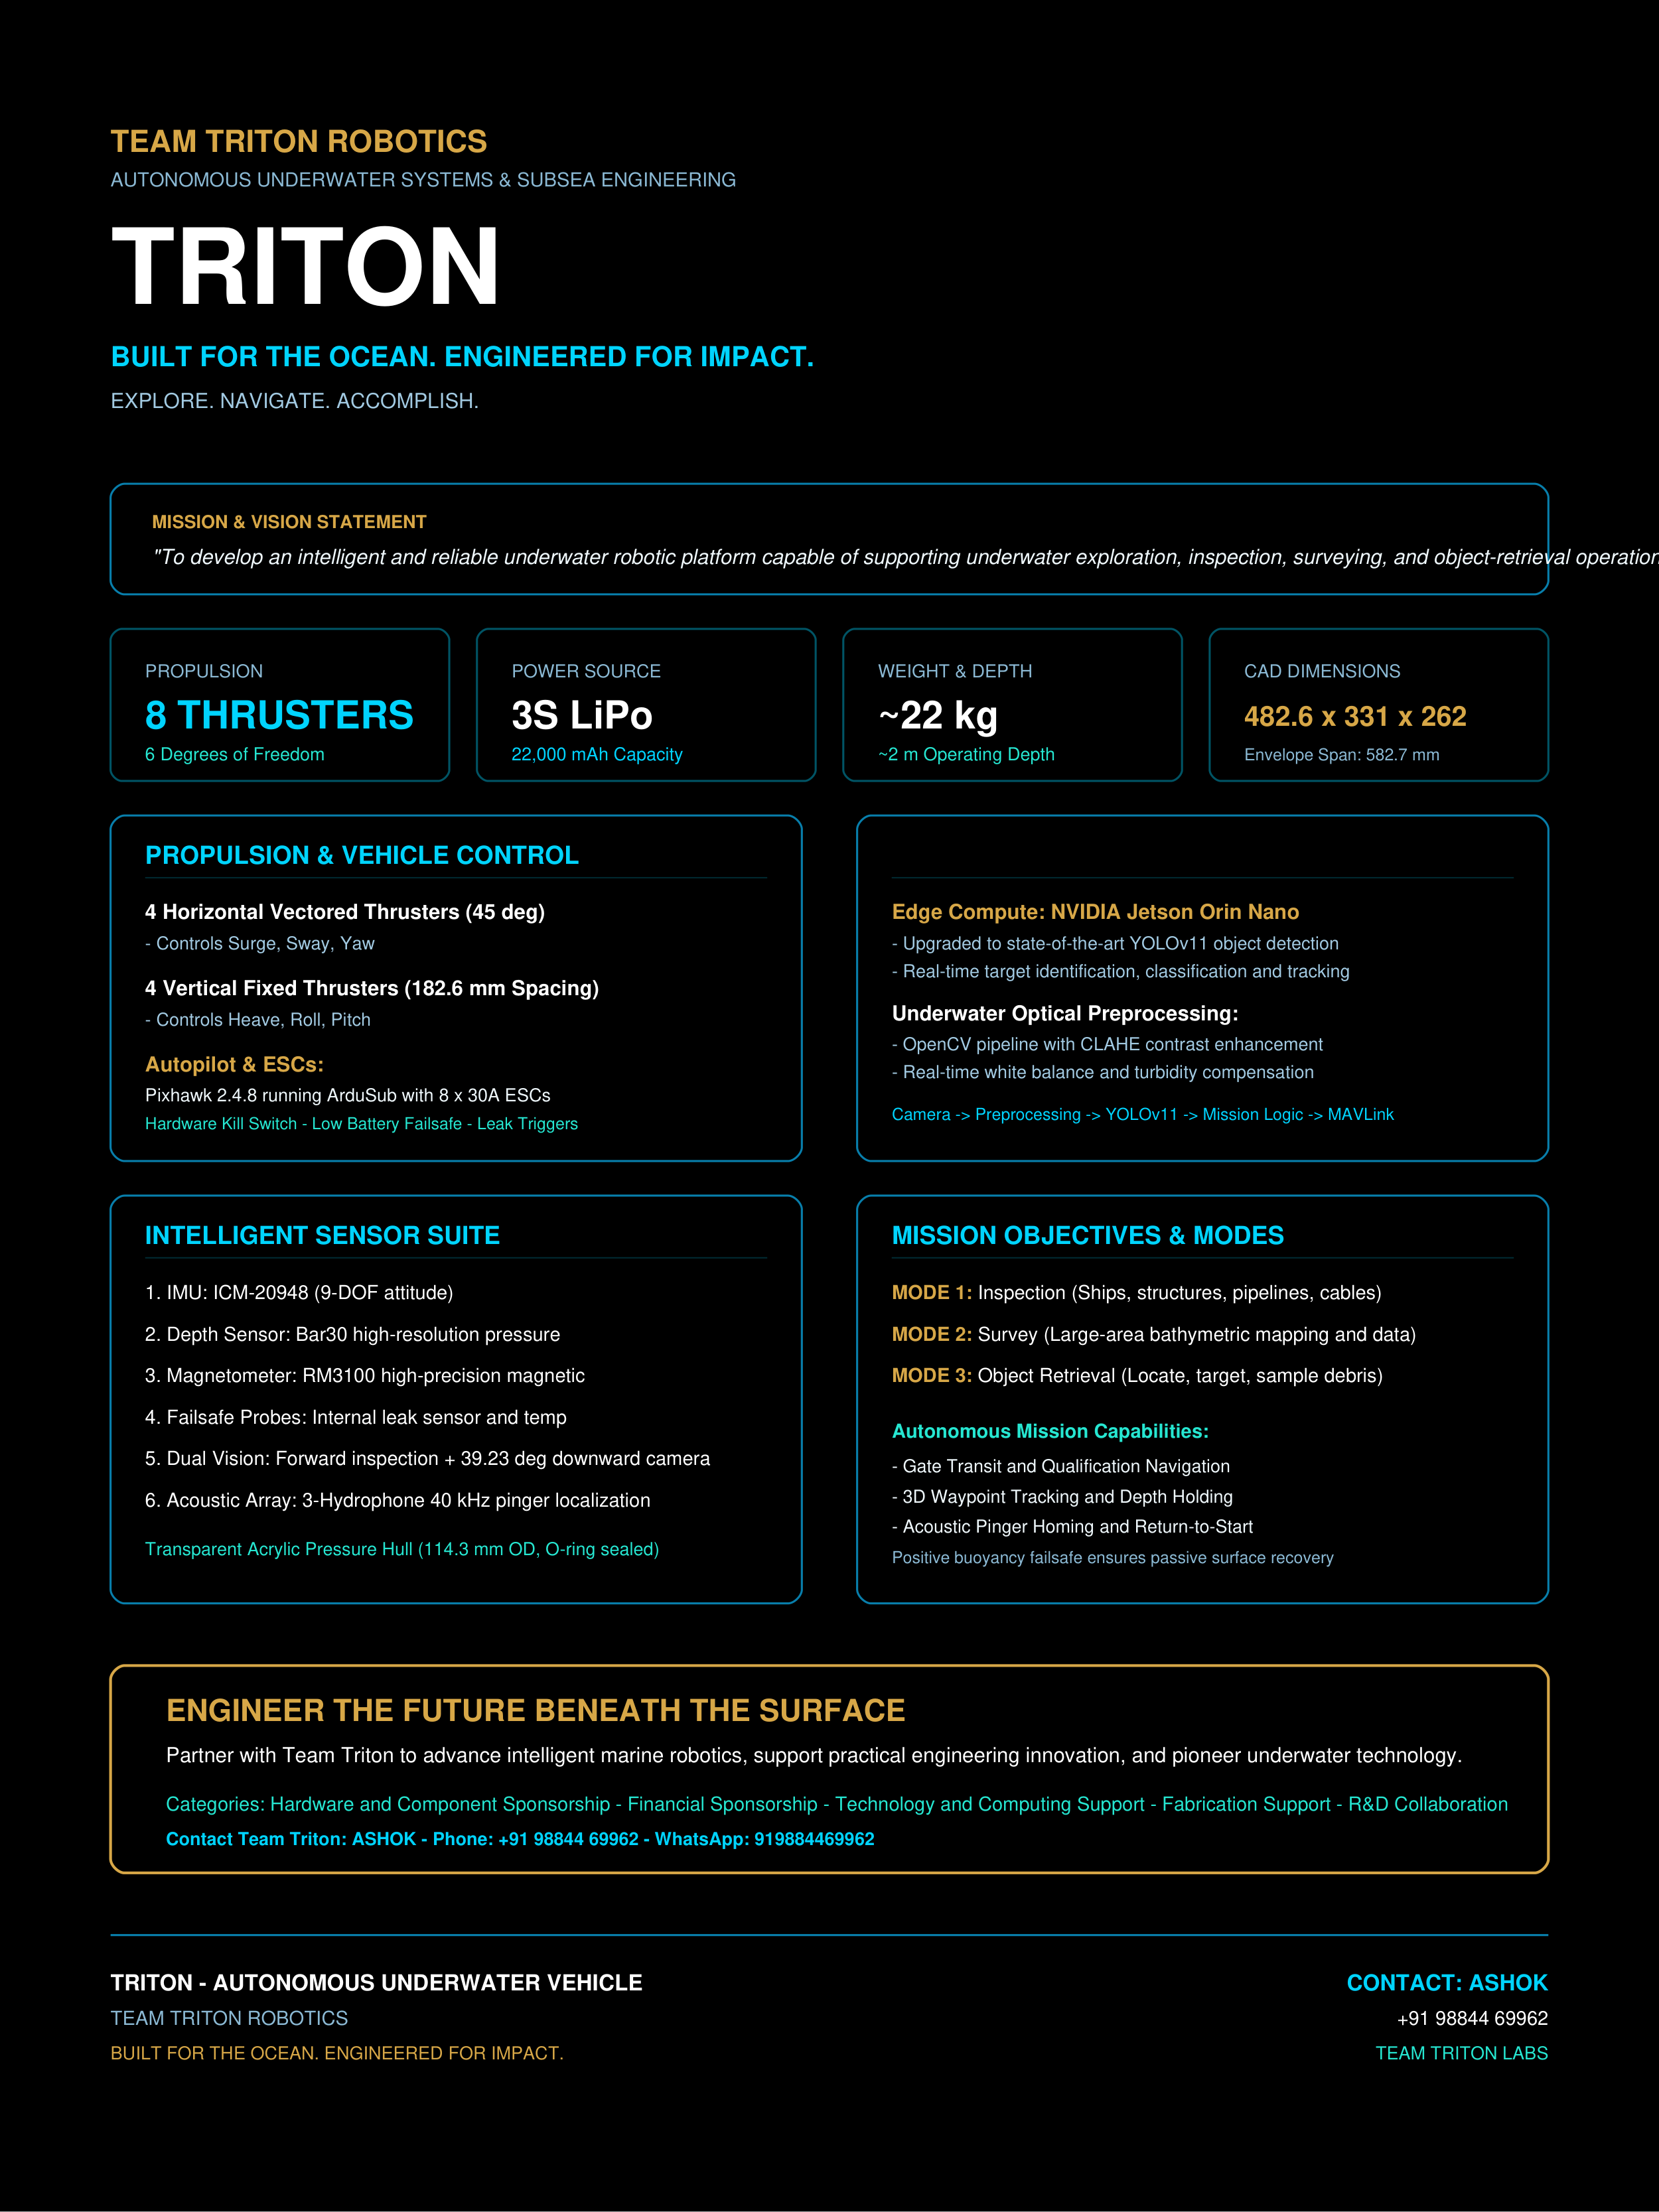 TEAM TRITON ROBOTICS
AUTONOMOUS UNDERWATER SYSTEMS & SUBSEA ENGINEERING
TRITON
BUILT FOR THE OCEAN. ENGINEERED FOR IMPACT.
EXPLORE. NAVIGATE. ACCOMPLISH.
MISSION & VISION STATEMENT
"To develop an intelligent and reliable underwater robotic platform capable of supporting underwater exploration, inspection, surveying, and object-retrieval operation
PROPULSION
8 THRUSTERS
6 Degrees of Freedom
POWER SOURCE
3S LiPo
22,000 mAh Capacity
WEIGHT & DEPTH
~22 kg
~2 m Operating Depth
CAD DIMENSIONS
482.6 x 331 x 262
Envelope Span: 582.7 mm
PROPULSION & VEHICLE CONTROL
4 Horizontal Vectored Thrusters (45 deg)
- Controls Surge, Sway, Yaw
4 Vertical Fixed Thrusters (182.6 mm Spacing)
- Controls Heave, Roll, Pitch
Autopilot & ESCs:
Pixhawk 2.4.8 running ArduSub with 8 x 30A ESCs
Hardware Kill Switch - Low Battery Failsafe - Leak Triggers
Edge Compute: NVIDIA Jetson Orin Nano
- Upgraded to state-of-the-art YOLOv11 object detection
- Real-time target identification, classification and tracking
Underwater Optical Preprocessing:
- OpenCV pipeline with CLAHE contrast enhancement
- Real-time white balance and turbidity compensation
Camera -> Preprocessing -> YOLOv11 -> Mission Logic -> MAVLink
INTELLIGENT SENSOR SUITE
1. IMU: ICM-20948 (9-DOF attitude)
2. Depth Sensor: Bar30 high-resolution pressure
3. Magnetometer: RM3100 high-precision magnetic
4. Failsafe Probes: Internal leak sensor and temp
5. Dual Vision: Forward inspection + 39.23 deg downward camera
6. Acoustic Array: 3-Hydrophone 40 kHz pinger localization
Transparent Acrylic Pressure Hull (114.3 mm OD, O-ring sealed)
MISSION OBJECTIVES & MODES
MODE 1: Inspection (Ships, structures, pipelines, cables)
MODE 2: Survey (Large-area bathymetric mapping and data)
MODE 3: Object Retrieval (Locate, target, sample debris)
Autonomous Mission Capabilities:
- Gate Transit and Qualification Navigation
- 3D Waypoint Tracking and Depth Holding
- Acoustic Pinger Homing and Return-to-Start
Positive buoyancy failsafe ensures passive surface recovery
ENGINEER THE FUTURE BENEATH THE SURFACE
Partner with Team Triton to advance intelligent marine robotics, support practical engineering innovation, and pioneer underwater technology.
Categories: Hardware and Component Sponsorship - Financial Sponsorship - Technology and Computing Support - Fabrication Support - R&D Collaboration
Contact Team Triton: ASHOK - Phone: +91 98844 69962 - WhatsApp: 919884469962
TRITON - AUTONOMOUS UNDERWATER VEHICLE
TEAM TRITON ROBOTICS
BUILT FOR THE OCEAN. ENGINEERED FOR IMPACT.
CONTACT: ASHOK
+91 98844 69962
TEAM TRITON LABS